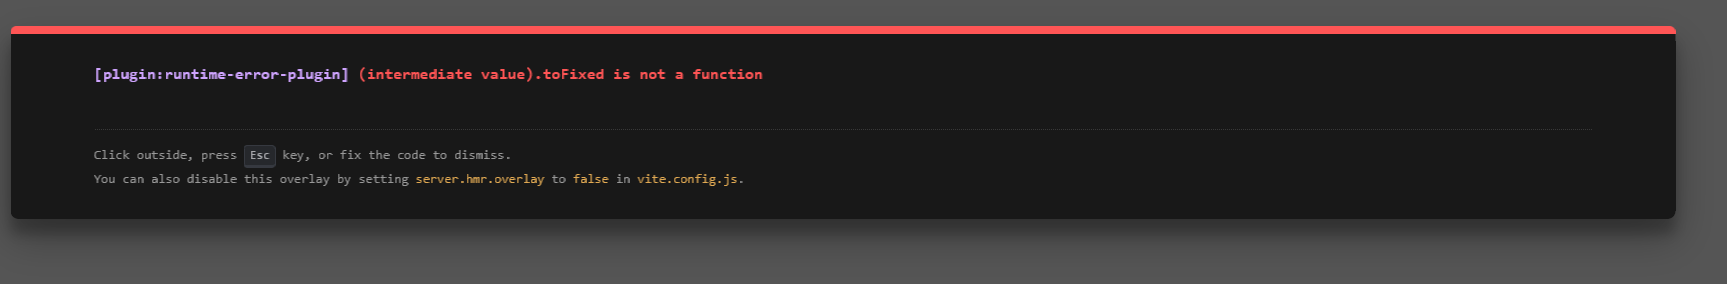 [plugin:runtime-error-plugin] (intermediate value).toFixed is not a function
Click outside, press Esc key, or fix the code to dismiss.
You can also disable this overlay by setting server.hmr.overlay to false in vite.config.js.